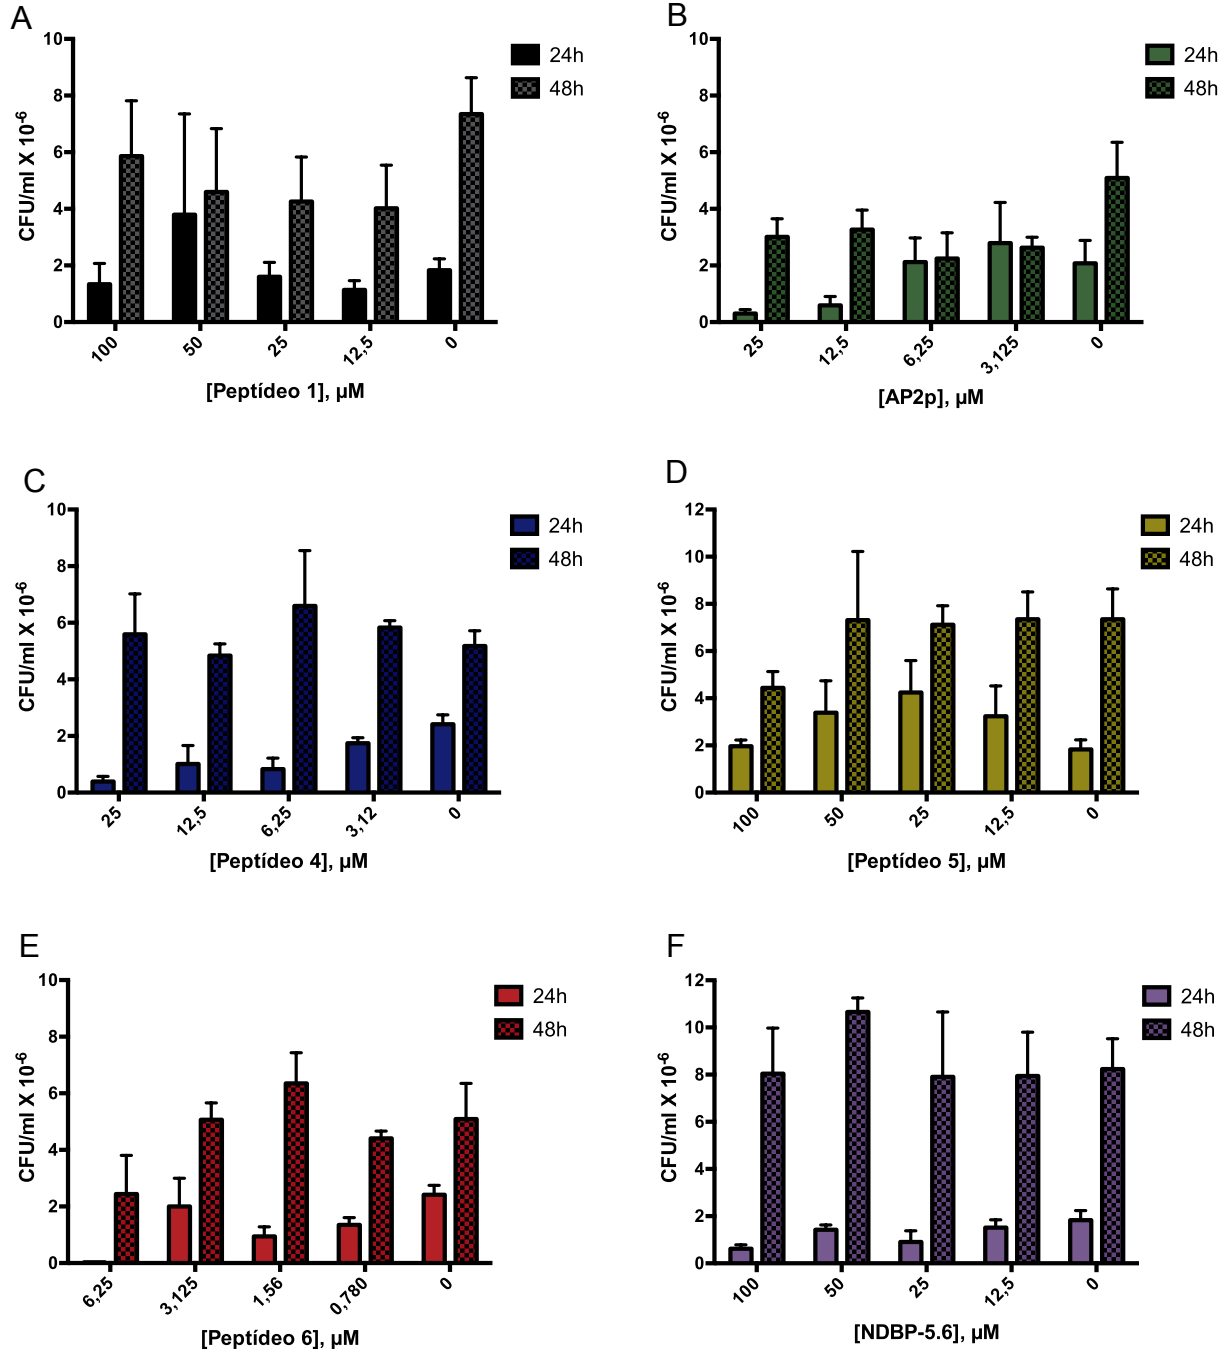 A
10
8
6
4
2
0
CFU/ml X 10-6
24h
48h
100
50
25
12,5
0
[Peptídeo 1], µM
B
10
8
6
4
2
0
CFU/ml X 10-6
24h
48h
25
12,5
6,25
3,125
0
[AP2p], µM
C
10
8
6
4
2
0
CFU/ml X 10-6
24h
48h
25
12,5
6,25
3,12
0
[Peptídeo 4], µM
D
12
10
8
6
4
2
0
CFU/ml X 10-6
24h
48h
100
50
25
12,5
0
[Peptídeo 5], µM
E
10
8
6
4
2
0
CFU/ml X 10-6
24h
48h
6,25
3,125
1,56
0,780
0
[Peptídeo 6], µM
F
12
10
8
6
4
2
0
CFU/ml X 10-6
24h
48h
100
50
25
12,5
0
[NDBP-5.6], µM